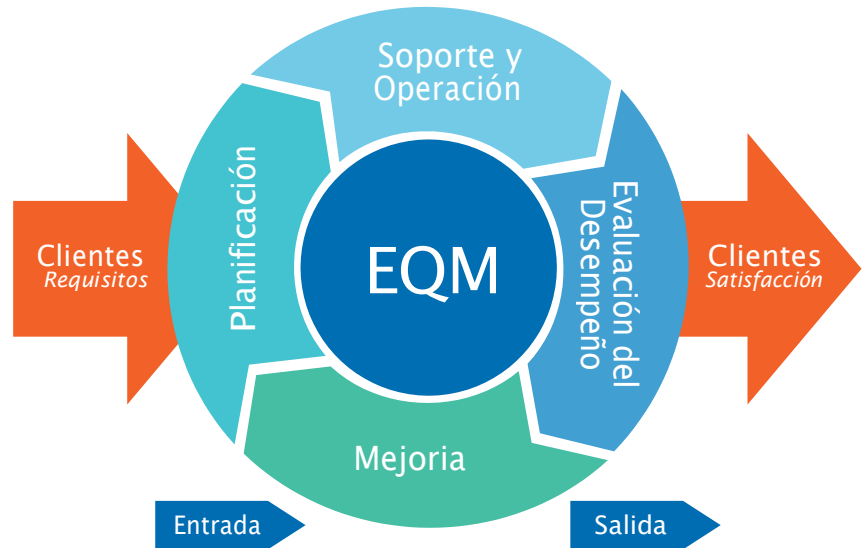 Soporte y
Operación
Planificación
Clientes
Requisitos
EQM
Evaluación del
Desempeño
Clientes
Satisfacción
Mejoria
Entrada
Salida